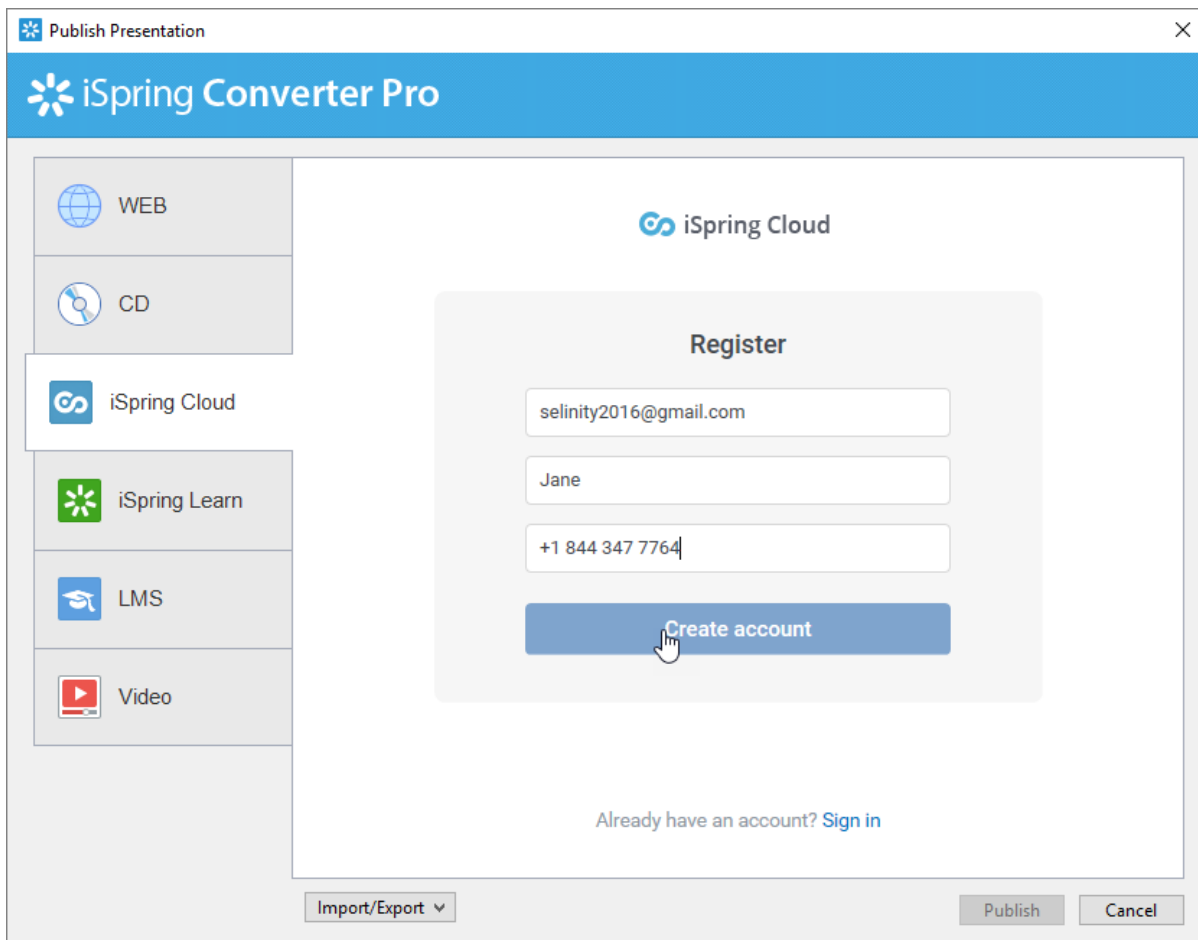 Publish Presentation
iSpring Converter Pro
WEB
CD
iSpring Cloud
iSpring Learn
LMS
Video
iSpring Cloud
Register
selinity2016@gmail.com
Jane
+1 844 347 7764
Create account
Already have an account? Sign in
Import/Export
Publish
Cancel